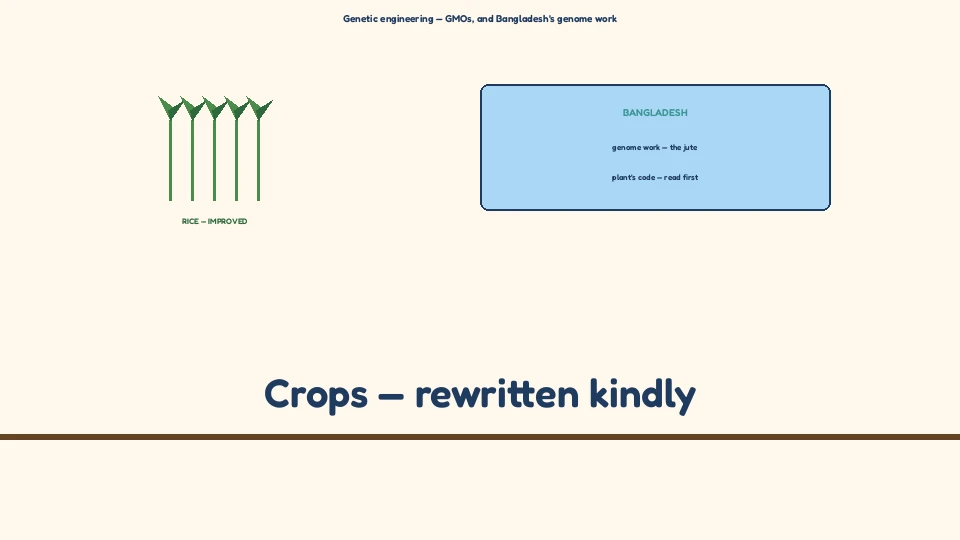 Genetic engineering — GMOs, and Bangladesh's genome work
BANGLADESH
genome work — the jute
plant's code — read first
RICE — IMPROVED
Crops — rewritten kindly